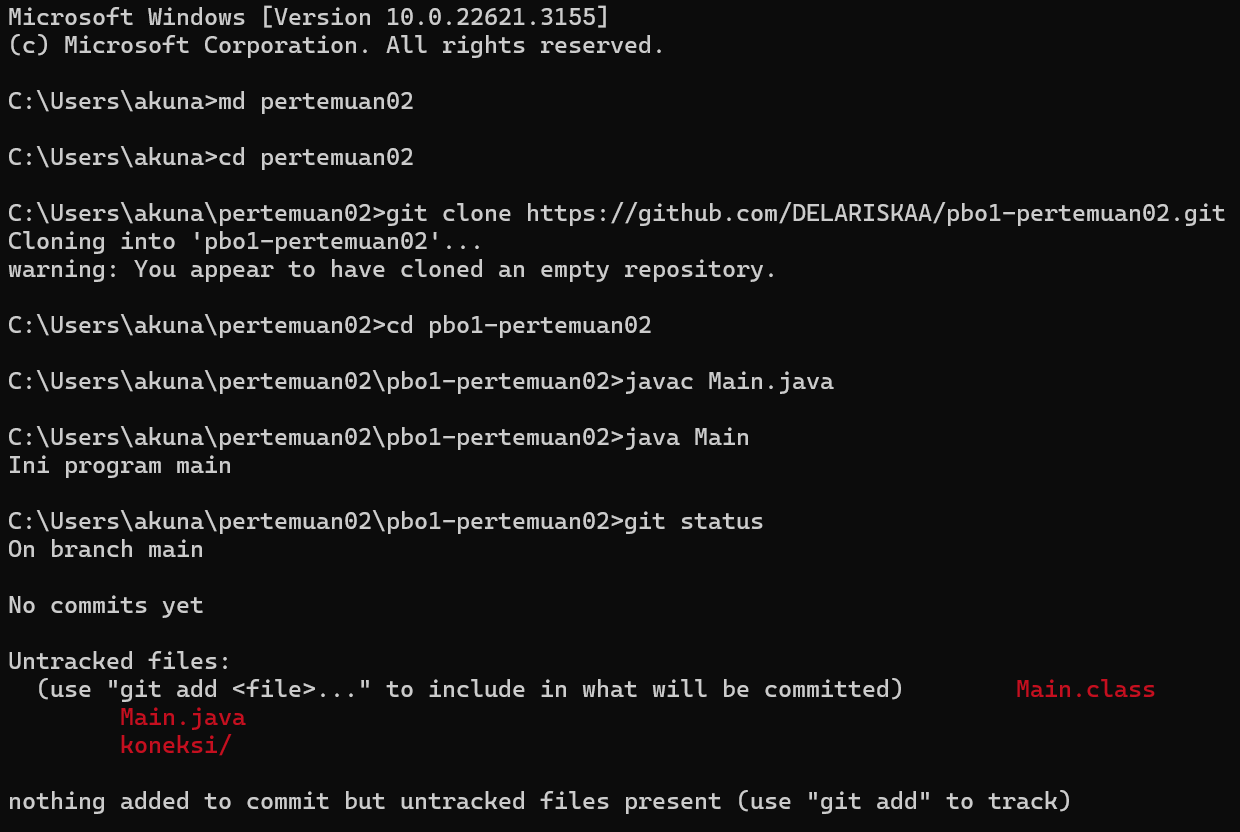 Microsoft Windows [Version 10.0.22621.3155]
(c) Microsoft Corporation. All rights reserved.
C:\Users\akuna>md pertemuan02
C:\Users\akuna>cd pertemuan02
C:\Users\akuna\pertemuan02>git clone https://github.com/DELARISKAA/pbo1-pertemuan02.git
Cloning into 'pbo1-pertemuan02'...
warning: You appear to have cloned an empty repository.
C:\Users\akuna\pertemuan02>cd pbo1-pertemuan02
C:\Users\akuna\pertemuan02\pbo1-pertemuan02>javac Main.java
C:\Users\akuna\pertemuan02\pbo1-pertemuan02>java Main
Ini program main
C:\Users\akuna\pertemuan02\pbo1-pertemuan02>git status
On branch main
No commits yet
Untracked files:
  (use "git add <file>..." to include in what will be committed)        Main.class
        Main.java
        koneksi/
nothing added to commit but untracked files present (use "git add" to track)